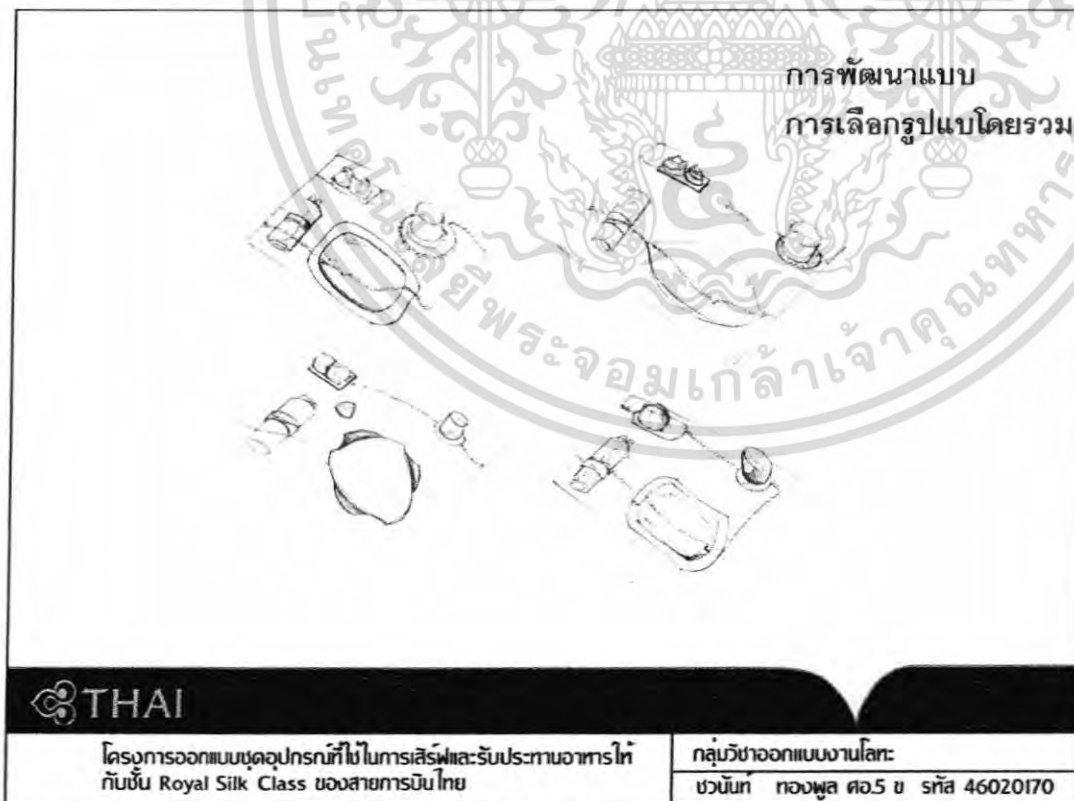 การพัฒนาแบบ
การเลือกรูปแบโดยรวม
THAI
โครงการออกแบบชุดอุปกรณ์ที่ใช้ในการเสิร์ฟและรับประทานอาหารให้
กับชั้น Royal Silk Class ของสายการบินไทย
กลุ่มวิชาออกแบบงานโลหะ
ชวนันท์ ทองพูล ศอ.5 ข รหัส 46020170